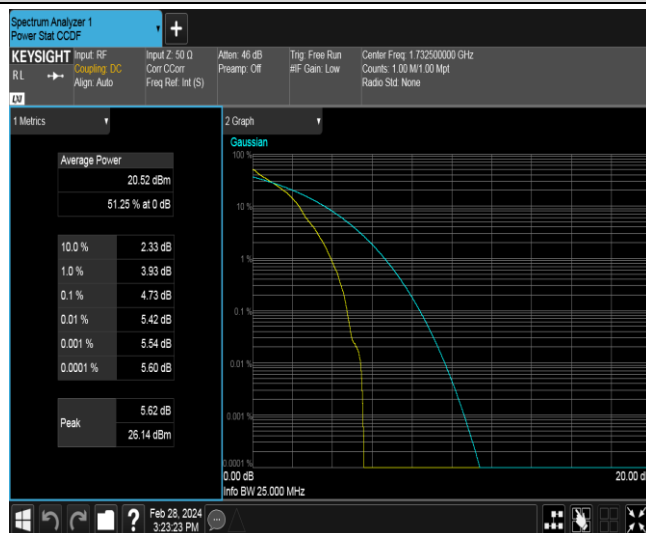 Spectrum Analyzer 1
Power Stat CCDF
KEYSIGHT
RL
LXI
Input: RF
Coupling: DC
Align: Auto
Input Z: 50 Ω
Corr CCorr
Freq Ref: Int (S)
Atten: 46 dB
Preamp: Off
Trig: Free Run
#IF Gain: Low
Center Freq: 1.732500000 GHz
Counts: 1.00 M/1.00 Mpt
Radio Std: None
1 Metrics
Average Power
20.52 dBm
51.25 % at 0 dB
10.0 % 2.33 dB
1.0 % 3.93 dB
0.1 % 4.73 dB
0.01 % 5.42 dB
0.001 % 5.54 dB
0.0001 % 5.60 dB
Peak
5.62 dB
26.14 dBm
2 Graph
Gaussian
100 %
10 %
1 %
0.1 %
0.01 %
0.001 %
0.0001 %
0.00 dB 20.00 d
Info BW 25.000 MHz
?
Feb 28, 2024
3:23:23 PM